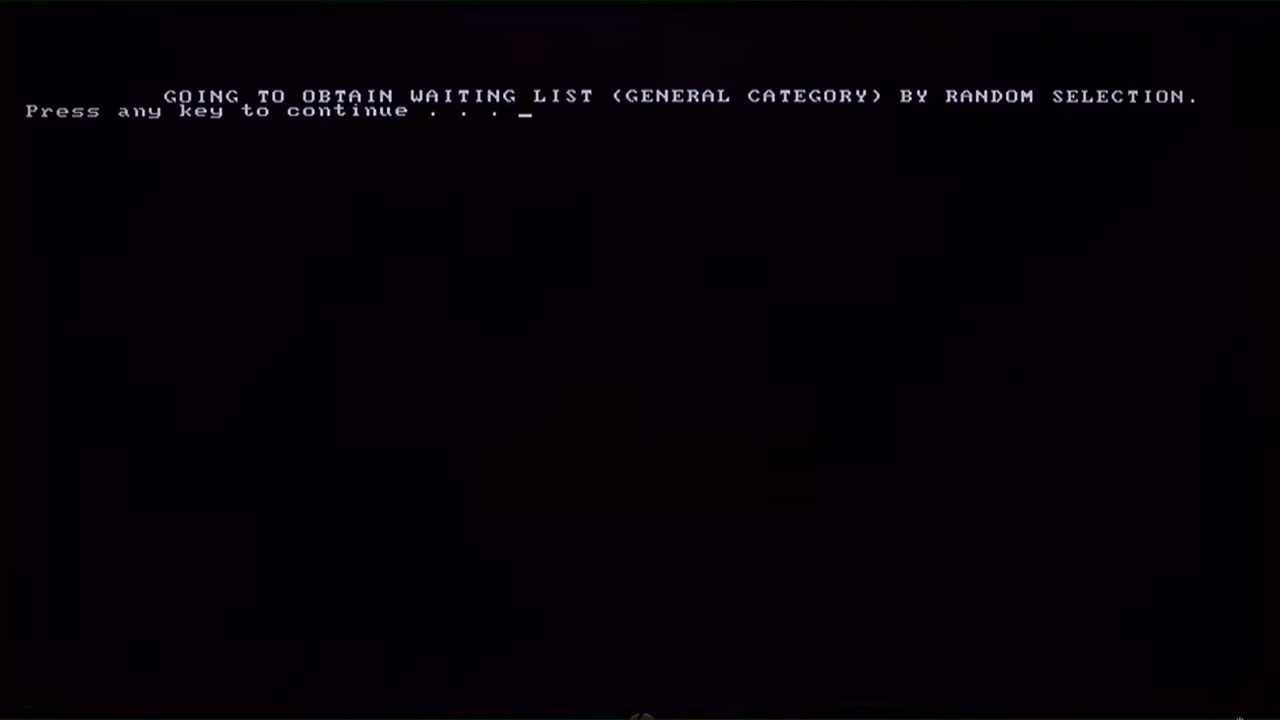 GOING TO OBTAIN WAITING LIST (GENERAL CATEGORY) BY RANDOM SELECTION.
Press any key to continue . . . _